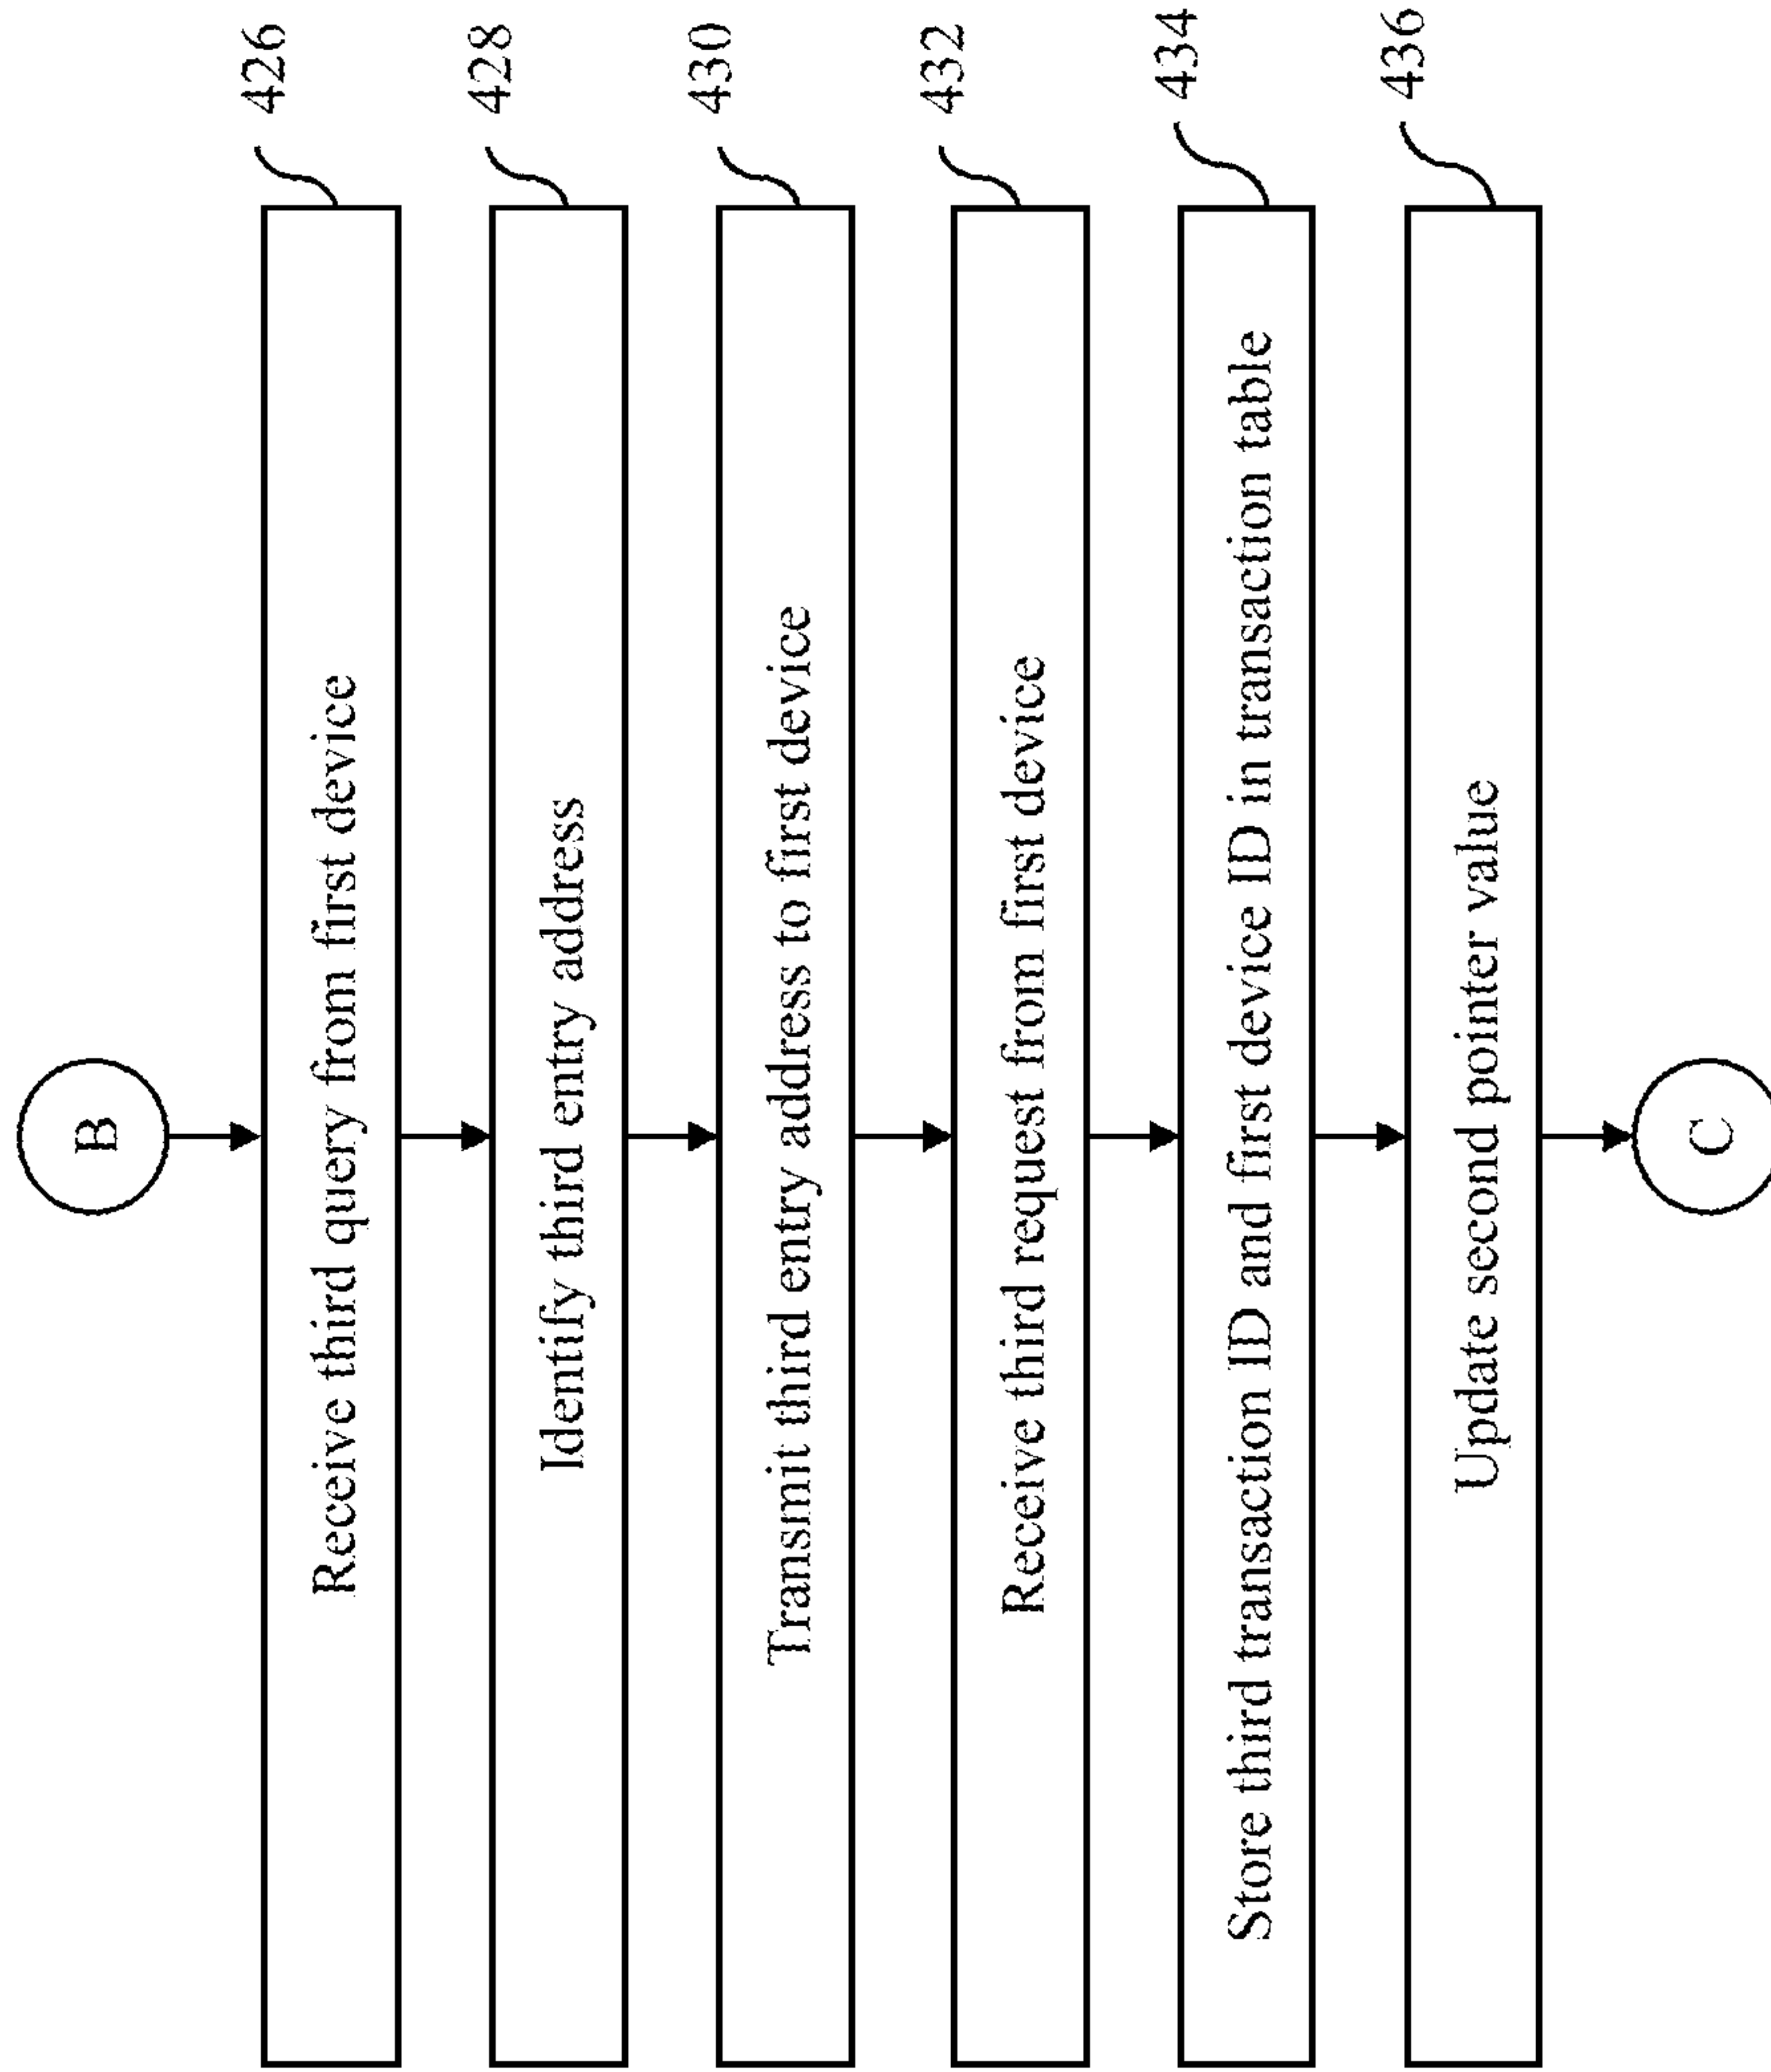 B
426
Receive third query from first device
428
Identify third entry address
430
Transmit third entry address to first device
432
Receive third request from first device
434
Store third transaction ID and first device ID in transaction table
436
Update second pointer value
C